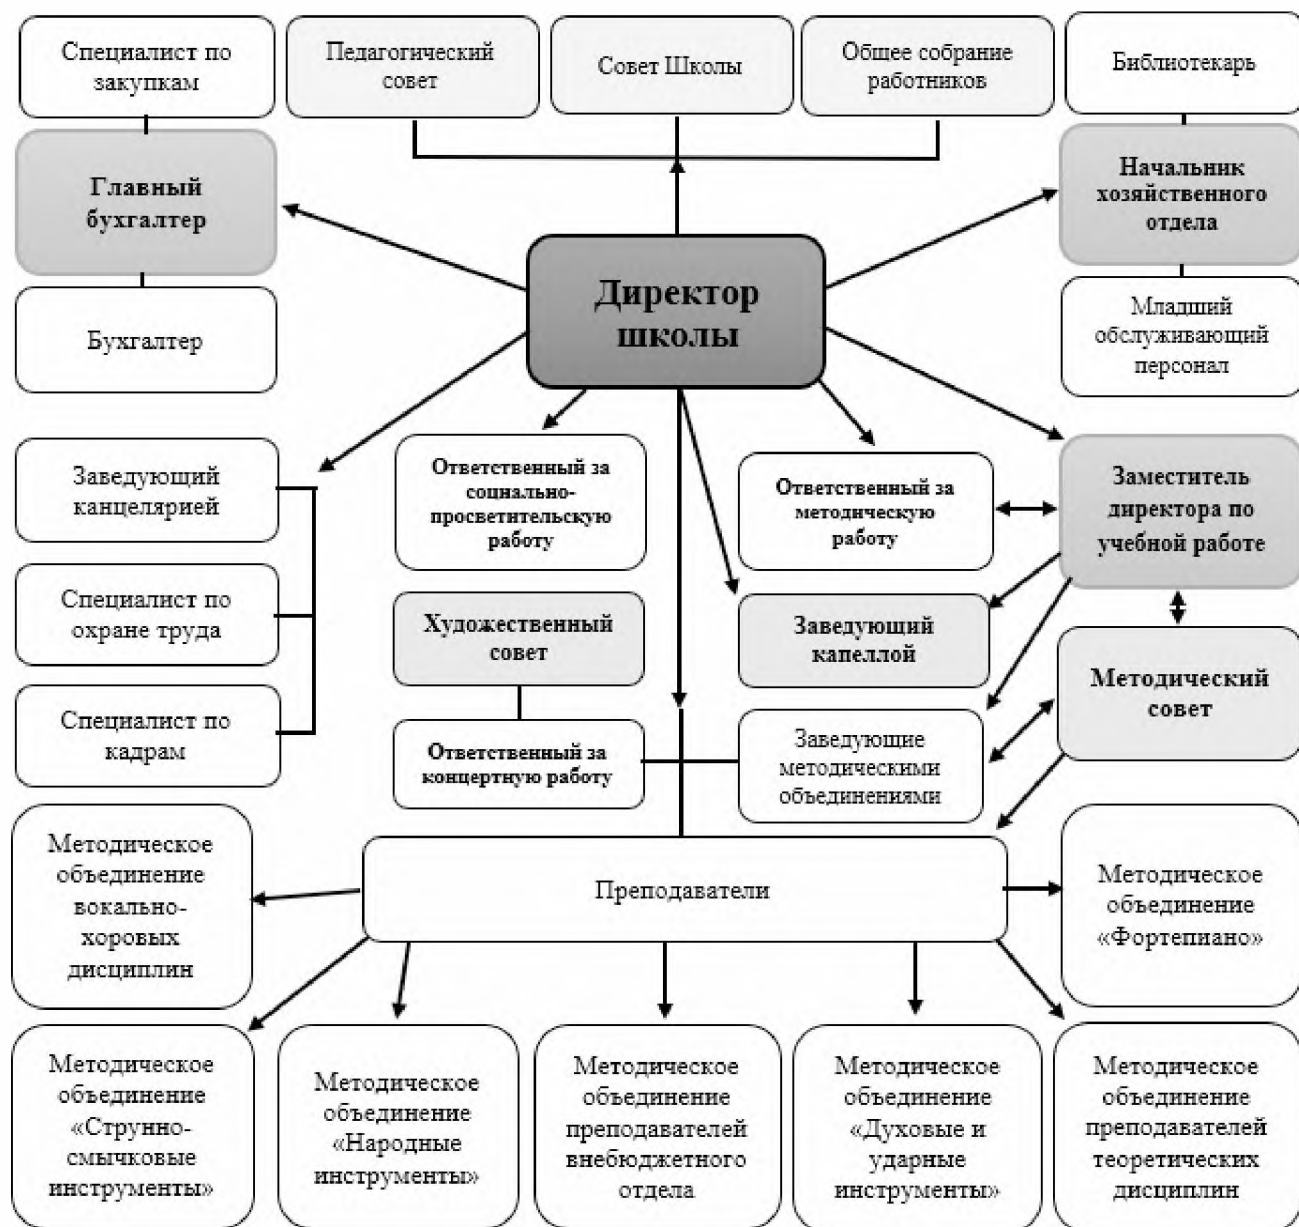 Специалист по
закупкам
Педагогический
совет
Совет Школы
Общее собрание
работников
Библиотекарь
Главный
бухгалтер
Начальник
хозяйственного
отдела
Директор
школы
Бухгалтер
Младший
обслуживающий
персонал
Заведующий
канцелярией
Ответственный за
социально-
просветительскую
работу
Ответственный за
методическую
работу
Заместитель
директора по
учебной работе
Специалист по
охране труда
Художественный
совет
Заведующий
капеллой
Методический
совет
Специалист по
кадрам
Ответственный за
концертную работу
Заведующие
методическими
объединениями
Методическое
объединение
вокально-
хоровых
дисциплин
Преподаватели
Методическое
объединение
«Фортепиано»
Методическое
объединение
«Струнно-
смычковые
инструменты»
Методическое
объединение
«Народные
инструменты»
Методическое
объединение
преподавателей
внебюджетного
отдела
Методическое
объединение
«Духовые и
ударные
инструменты»
Методическое
объединение
преподавателей
теоретических
дисциплин